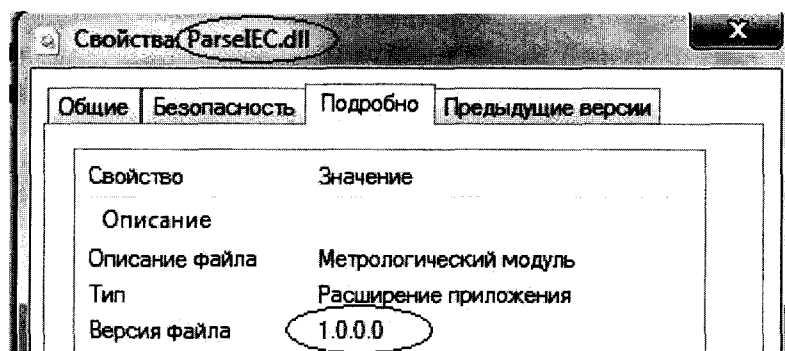 Свойства: ParseIEC.dll
Общие Безопасность Подробно Предыдущие версии
Свойство Значение
Описание
Описание файла Метрологический модуль
Тип Расширение приложения
Версия файла 1.0.0.0